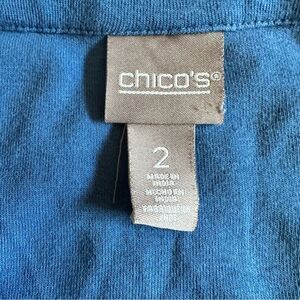 chico's®
2
MADE IN
INDIA
HECHO EN
INDIA